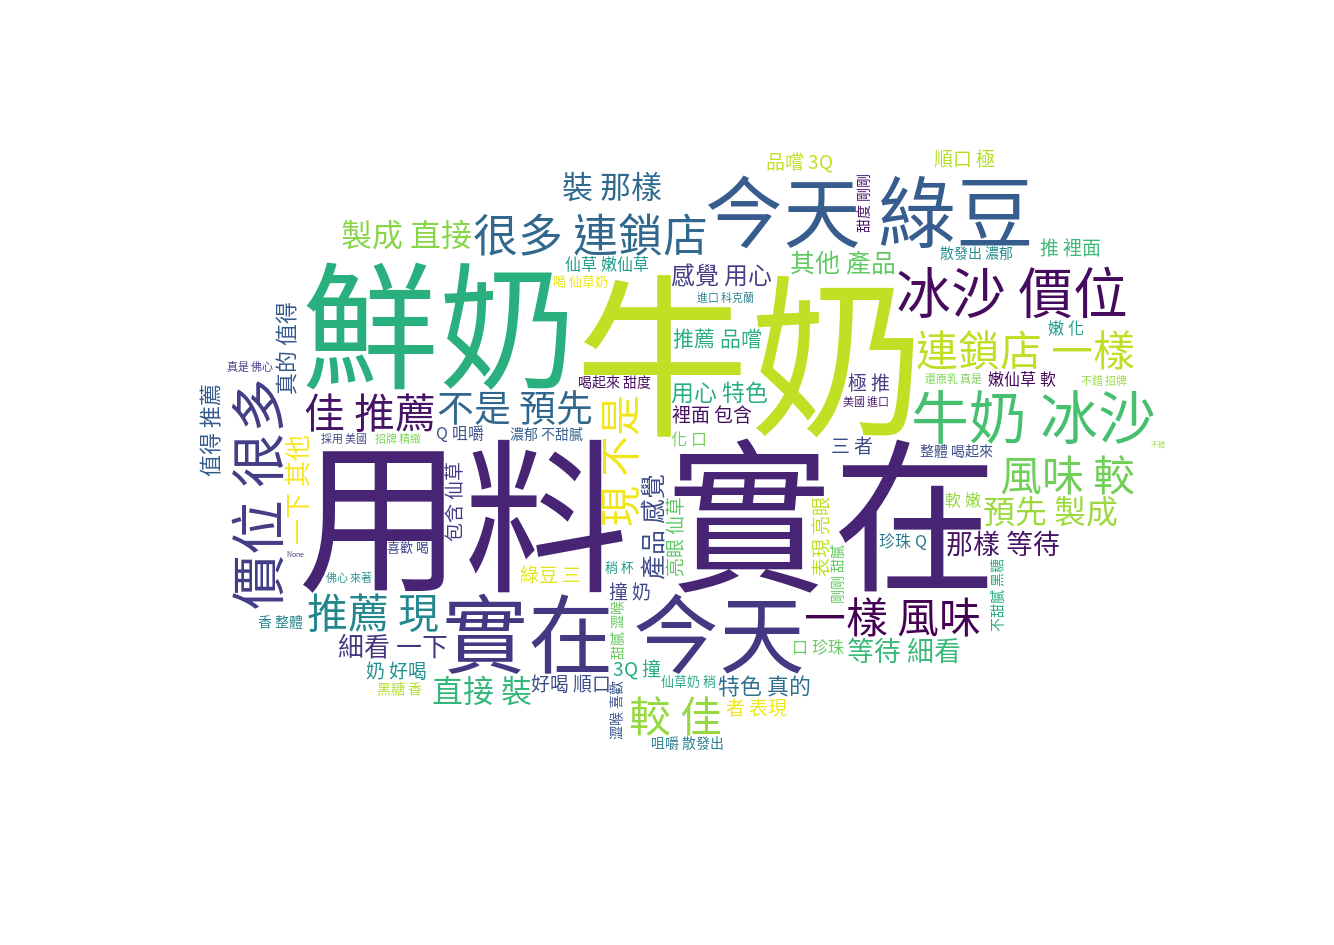 品嚐 3Q
順口 極
裝 那樣
今天 綠豆
甜度 剛剛
製成 直接
很多 連鎖店
推 裡面
散發出 濃郁
其他 產品
仙草 嫩仙草
感覺 用心
喝 仙草奶
進口 科克蘭
鮮奶 牛奶
冰沙 價位
真的 值得
推薦 品嚐
嫩 化
連鎖店 一樣
真是 佛心
喝起來 甜度
用心 特色
極 推
還原乳 真是
嫩仙草 軟
不錯 招牌
值得 推薦
價位 很多
佳 推薦
不是 預先
現 不是
裡面 包含
美國 進口
牛奶 冰沙
採用 美國
招牌 精緻
Q 咀嚼
濃郁 不甜膩
化 口
三 者
整體 喝起來
不錯
一下 其他
用料 實在
包含 仙草
產品 感覺
亮眼 仙草
表現 亮眼
風味 較
軟 嫩
預先 製成
None
喜歡 喝
珍珠 Q
那樣 等待
佛心 來著
綠豆 三
稍 杯
撞 奶
剛剛 甜膩
不甜膩 黑糖
香 整體
推薦 現
實在 今天
甜膩 澀喉
一樣 風味
細看 一下
口 珍珠
等待 細看
奶 好喝
3Q 撞
黑糖 香
直接 裝
好喝 順口
仙草奶 稍
特色 真的
澀喉 喜歡
較 佳
者 表現
咀嚼 散發出